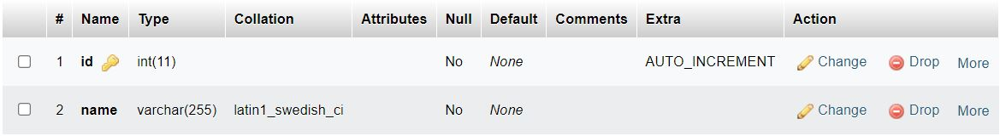 # Name Type Collation Attributes Null Default Comments Extra Action
1 id int(11) No None AUTO_INCREMENT Change Drop More
2 name varchar(255) latin1_swedish_ci No None Change Drop More